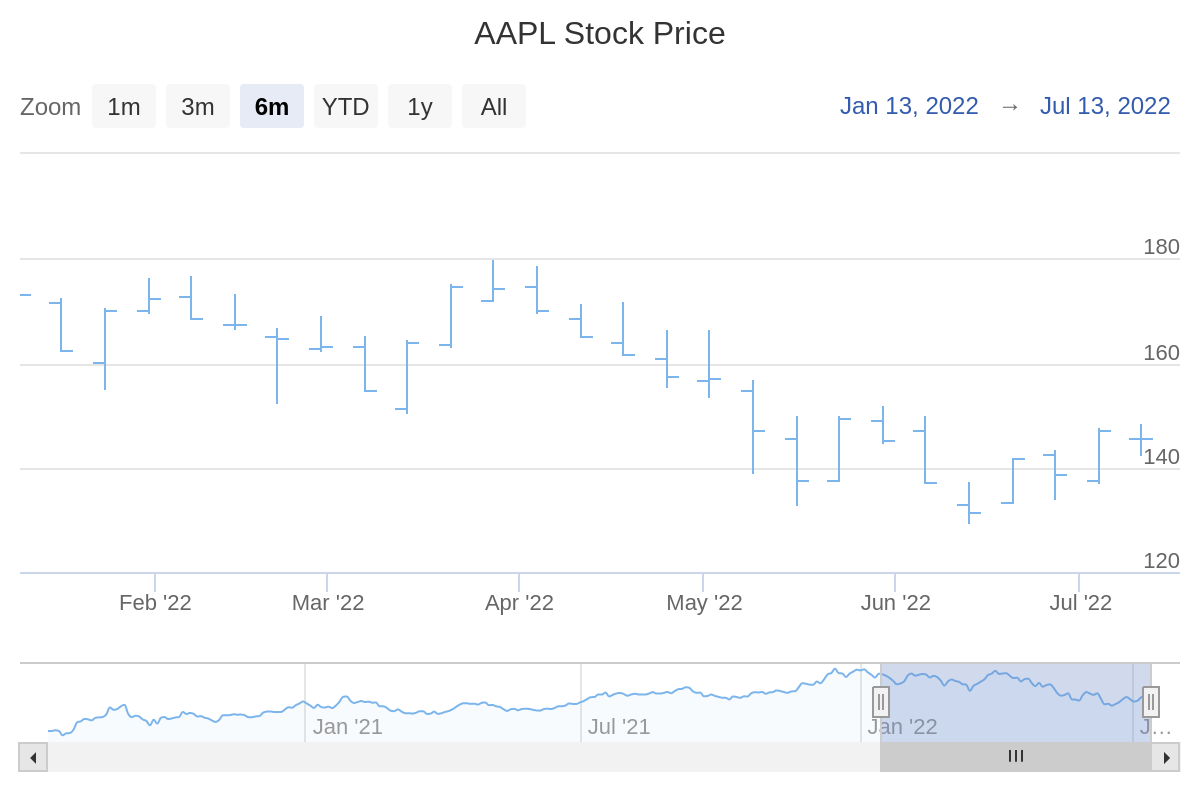 AAPL Stock Price
Zoom 1m 3m 6m YTD 1y All Jan 13, 2022 → Jul 13, 2022
180
160
140
120
Feb '22 Mar '22 Apr '22 May '22 Jun '22 Jul '22
Jan '21 Jul '21 Jan '22 J…